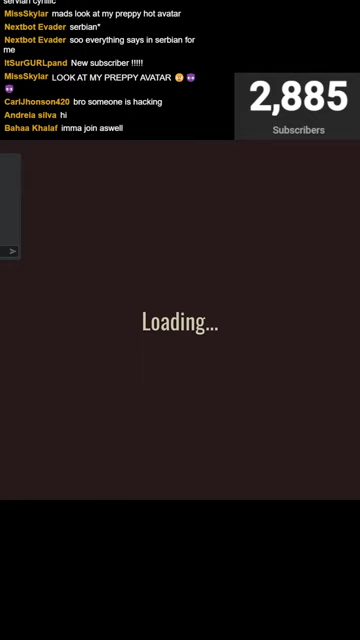 servian cyrillic
MissSkylar mads look at my preppy hot avatar
Nextbot Evader serbian*
Nextbot Evader soo everything says in serbian for
me
ItSurGURLpand New subscriber !!!!!
MissSkylar LOOK AT MY PREPPY AVATAR
CarlJhonson420 bro someone is hacking
Andreia silva hi
Bahaa Khalaf imma join aswell
2,885
Subscribers
Loading...